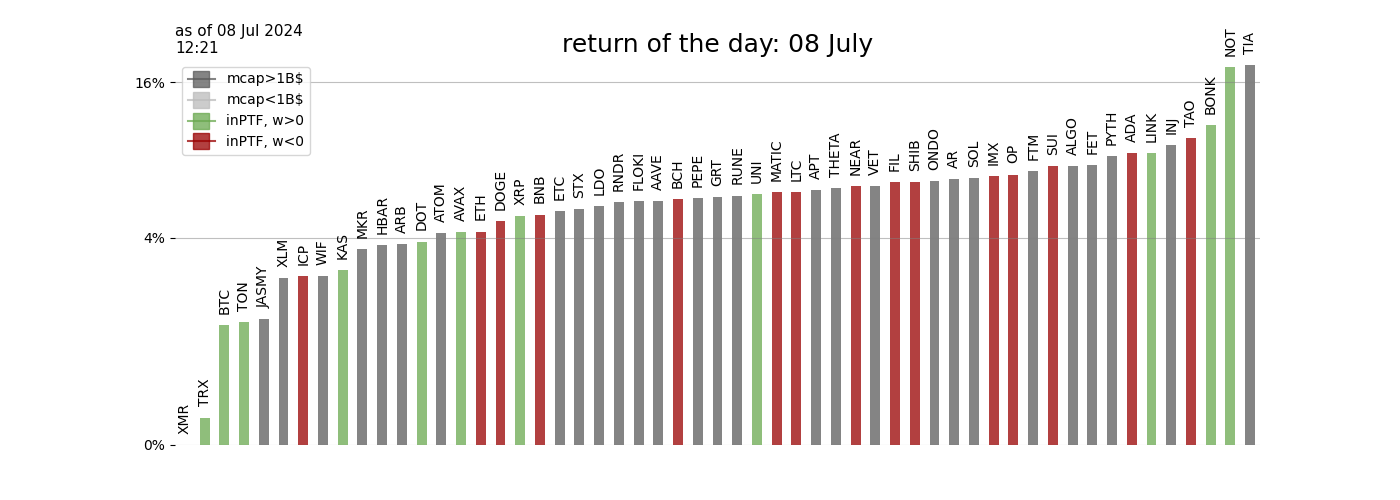 as of 08 Jul 2024
12:21
return of the day: 08 July
mcap>1B$
mcap<1B$
inPTF, w>0
inPTF, w<0
16%
4%
0%
XMR
TRX
BTC
TON
JASMY
XLM
ICP
WIF
KAS
MKR
HBAR
ARB
DOT
ATOM
AVAX
ETH
DOGE
XRP
BNB
ETC
STX
LDO
RNDR
FLOKI
AAVE
BCH
PEPE
GRT
RUNE
UNI
MATIC
LTC
APT
THETA
NEAR
VET
FIL
SHIB
ONDO
AR
SOL
IMX
OP
FTM
SUI
ALGO
FET
PYTH
ADA
LINK
INJ
TAO
BONK
NOT
TIA